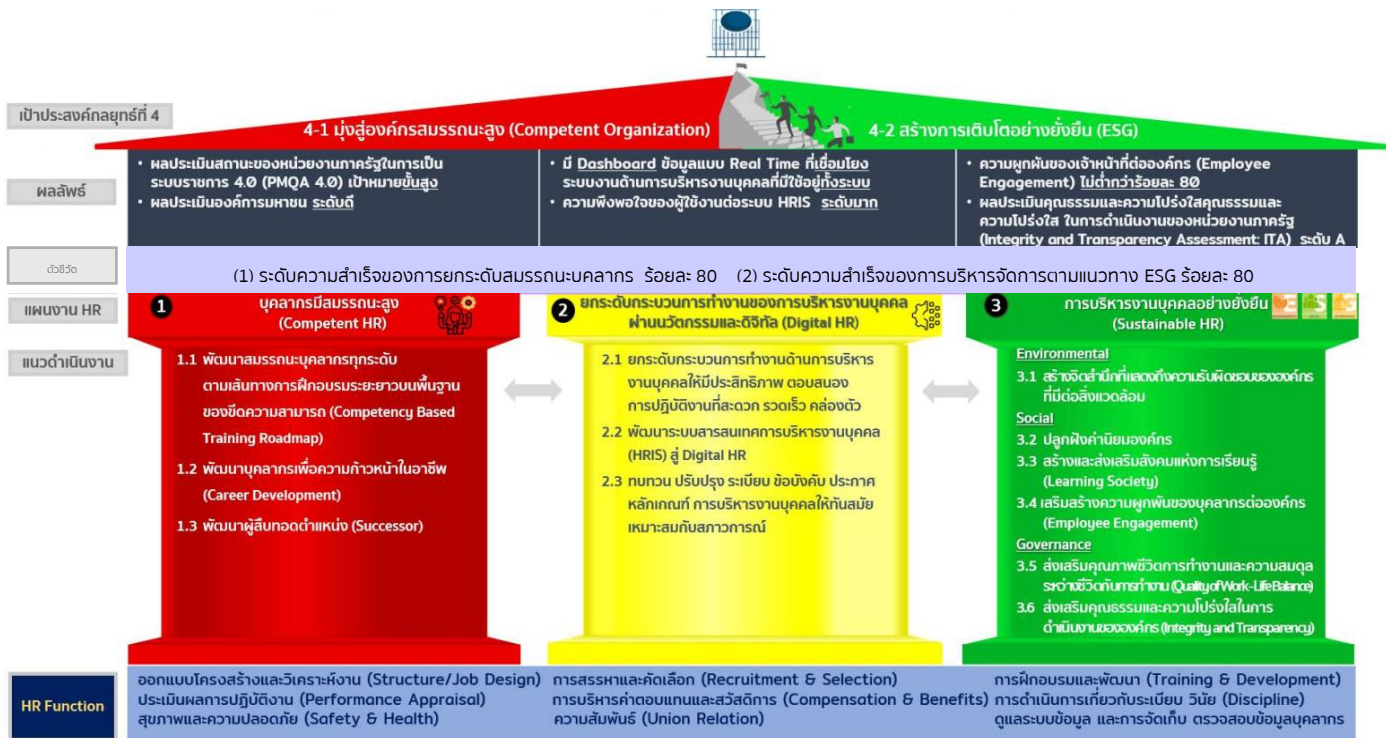 เป้าประสงค์กลยุทธ์ที่ 4
4-1 มุ่งสู่องค์กรสมรรถนะสูง (Competent Organization)
4-2 สร้างการเติบโตอย่างยั่งยืน (ESG)
ผลลัพธ์
• ผลประเมินสถานะของหน่วยงานภาครัฐในการเป็น
ระบบราชการ 4.0 (PMQA 4.0) เป้าหมายขั้นสูง
• ผลประเมินองค์การมหาชน ระดับดี
• มี Dashboard ข้อมูลแบบ Real Time ที่เชื่อมโยง
ระบบงานด้านการบริหารงานบุคคลที่มีใช้อยู่ทั้งระบบ
• ความพึงพอใจของผู้ใช้งานต่อระบบ HRIS ระดับมาก
• ความผูกพันของเจ้าหน้าที่ต่อองค์กร (Employee
Engagement) ไม่ต่ำกว่าร้อยละ 80
• ผลประเมินคุณธรรมและความโปร่งใสคุณธรรมและ
ความโปร่งใส ในการดำเนินงานของหน่วยงานภาครัฐ
(Integrity and Transparency Assessment: ITA) ระดับ A
ตัวชี้วัด
(1) ระดับความสำเร็จของการยกระดับสมรรถนะบุคลากร ร้อยละ 80 (2) ระดับความสำเร็จของการบริหารจัดการตามแนวทาง ESG ร้อยละ 80
แผนงาน HR
1 บุคลากรมีสมรรถนะสูง
(Competent HR)
2 ยกระดับกระบวนการทำงานของการบริหารงานบุคคล
ผ่านนวัตกรรมและดิจิทัล (Digital HR)
3 การบริหารงานบุคคลอย่างยั่งยืน
(Sustainable HR)
E S G
แนวดำเนินงาน
1.1 พัฒนาสมรรถนะบุคลากรทุกระดับ
ตามเส้นทางการฝึกอบรมระยะยาวบนพื้นฐาน
ของขีดความสามารถ (Competency Based
Training Roadmap)
1.2 พัฒนาบุคลากรเพื่อความก้าวหน้าในอาชีพ
(Career Development)
1.3 พัฒนาผู้สืบทอดตำแหน่ง (Successor)
2.1 ยกระดับกระบวนการทำงานด้านการบริหาร
งานบุคคลให้มีประสิทธิภาพ ตอบสนอง
การปฏิบัติงานที่สะดวก รวดเร็ว คล่องตัว
2.2 พัฒนาระบบสารสนเทศการบริหารงานบุคคล
(HRIS) สู่ Digital HR
2.3 ทบทวน ปรับปรุง ระเบียบ ข้อบังคับ ประกาศ
หลักเกณฑ์ การบริหารงานบุคคลให้ทันสมัย
เหมาะสมกับสภาวการณ์
Environmental
3.1 สร้างจิตสำนึกที่แสดงถึงความรับผิดชอบขององค์กร
ที่มีต่อสิ่งแวดล้อม
Social
3.2 ปลูกฝังค่านิยมองค์กร
3.3 สร้างและส่งเสริมสังคมแห่งการเรียนรู้
(Learning Society)
3.4 เสริมสร้างความผูกพันของบุคลากรต่อองค์กร
(Employee Engagement)
Governance
3.5 ส่งเสริมคุณภาพชีวิตการทำงานและความสมดุล
ระหว่างชีวิตกับการทำงาน (Quality of Work-Life Balance)
3.6 ส่งเสริมคุณธรรมและความโปร่งใสในการ
ดำเนินงานขององค์กร (Integrity and Transparency)
HR Function
ออกแบบโครงสร้างและวิเคราะห์งาน (Structure/Job Design)
ประเมินผลการปฏิบัติงาน (Performance Appraisal)
สุขภาพและความปลอดภัย (Safety & Health)
การสรรหาและคัดเลือก (Recruitment & Selection)
การบริหารค่าตอบแทนและสวัสดิการ (Compensation & Benefits)
ความสัมพันธ์ (Union Relation)
การฝึกอบรมและพัฒนา (Training & Development)
การดำเนินการเกี่ยวกับระเบียบ วินัย (Discipline)
ดูแลระบบข้อมูล และการจัดเก็บ ตรวจสอบข้อมูลบุคลากร